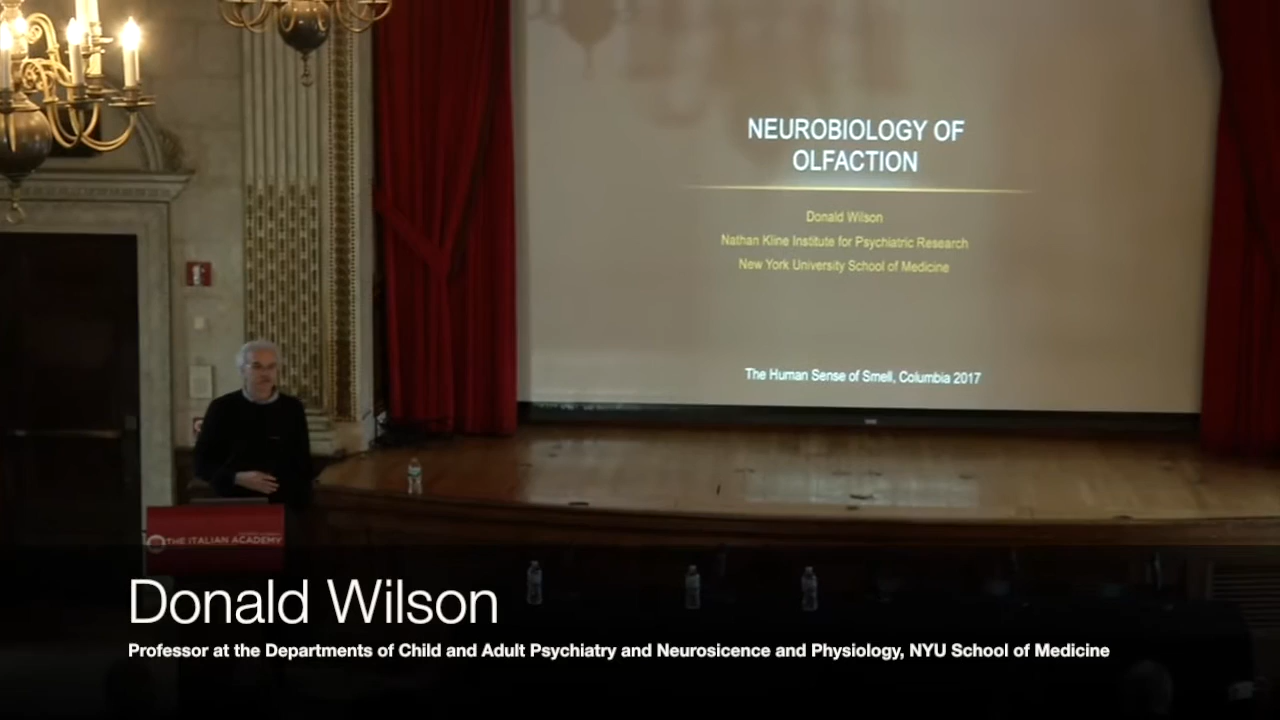 NEUROBIOLOGY OF
OLFACTION
Donald Wilson
Nathan Kline Institute for Psychiatric Research
New York University School of Medicine
The Human Sense of Smell, Columbia 2017
THE ITALIAN ACADEMY
Donald Wilson
Professor at the Departments of Child and Adult Psychiatry and Neurosicence and Physiology, NYU School of Medicine